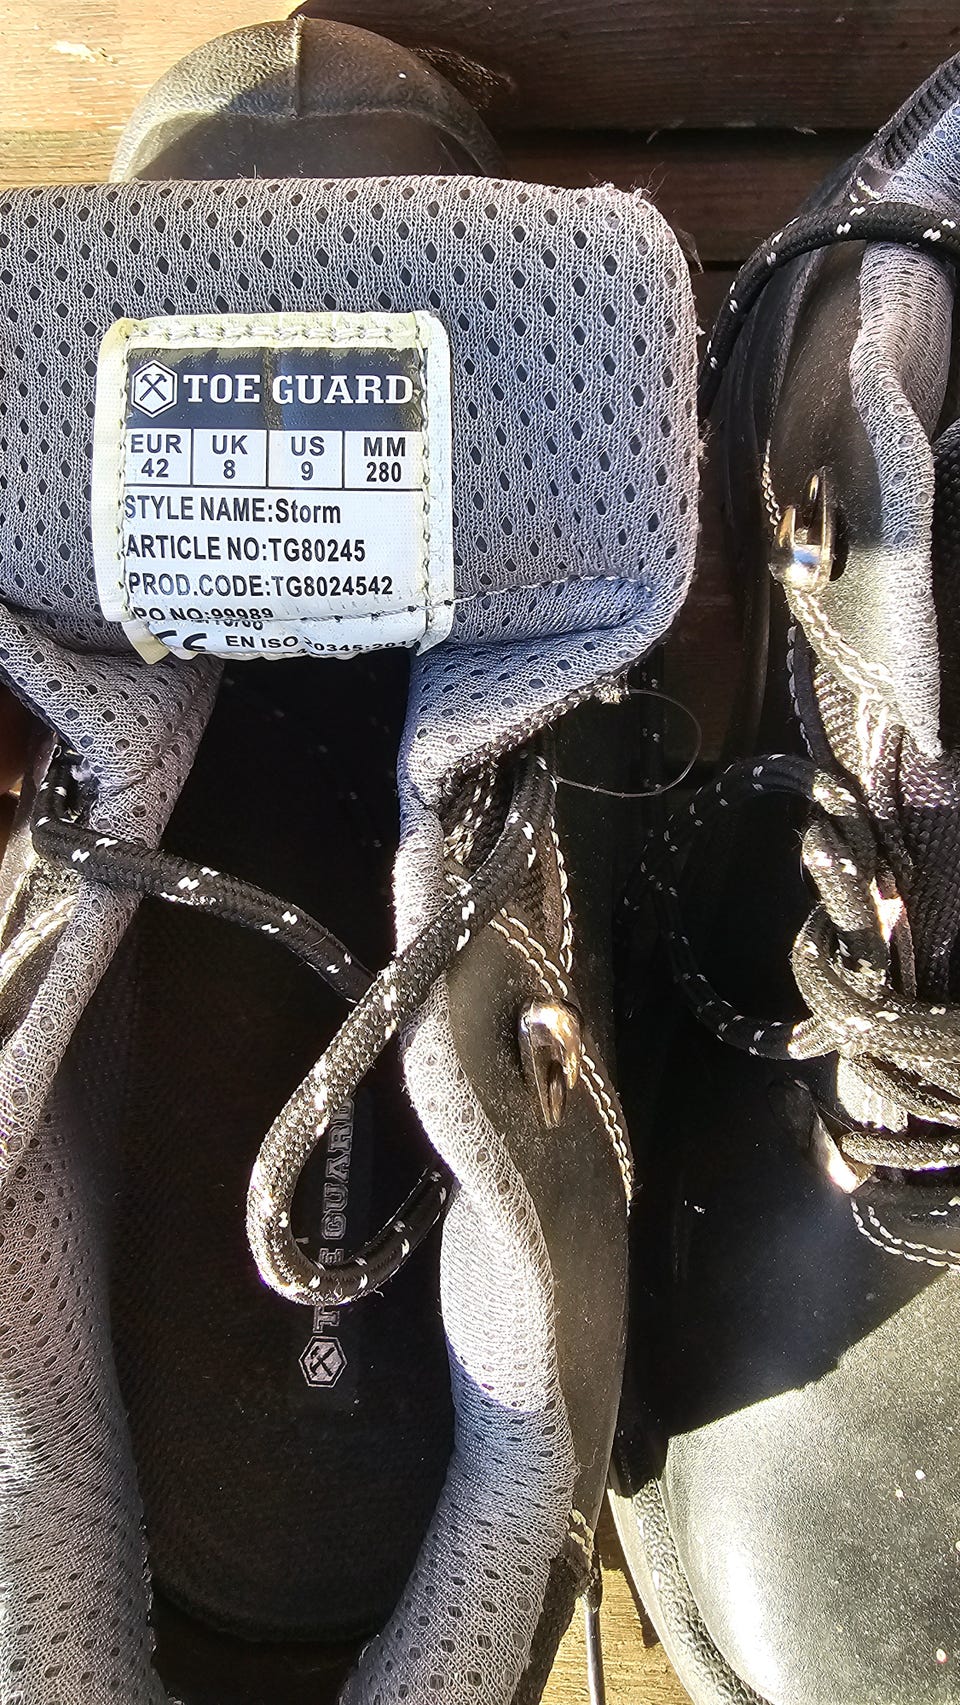 TOE GUARD
EUR UK US MM
42 8 9 280
STYLE NAME:Storm
ARTICLE NO:TG80245
PROD.CODE:TG8024542
PO NO:99989
CE EN ISO
TOE GUARD